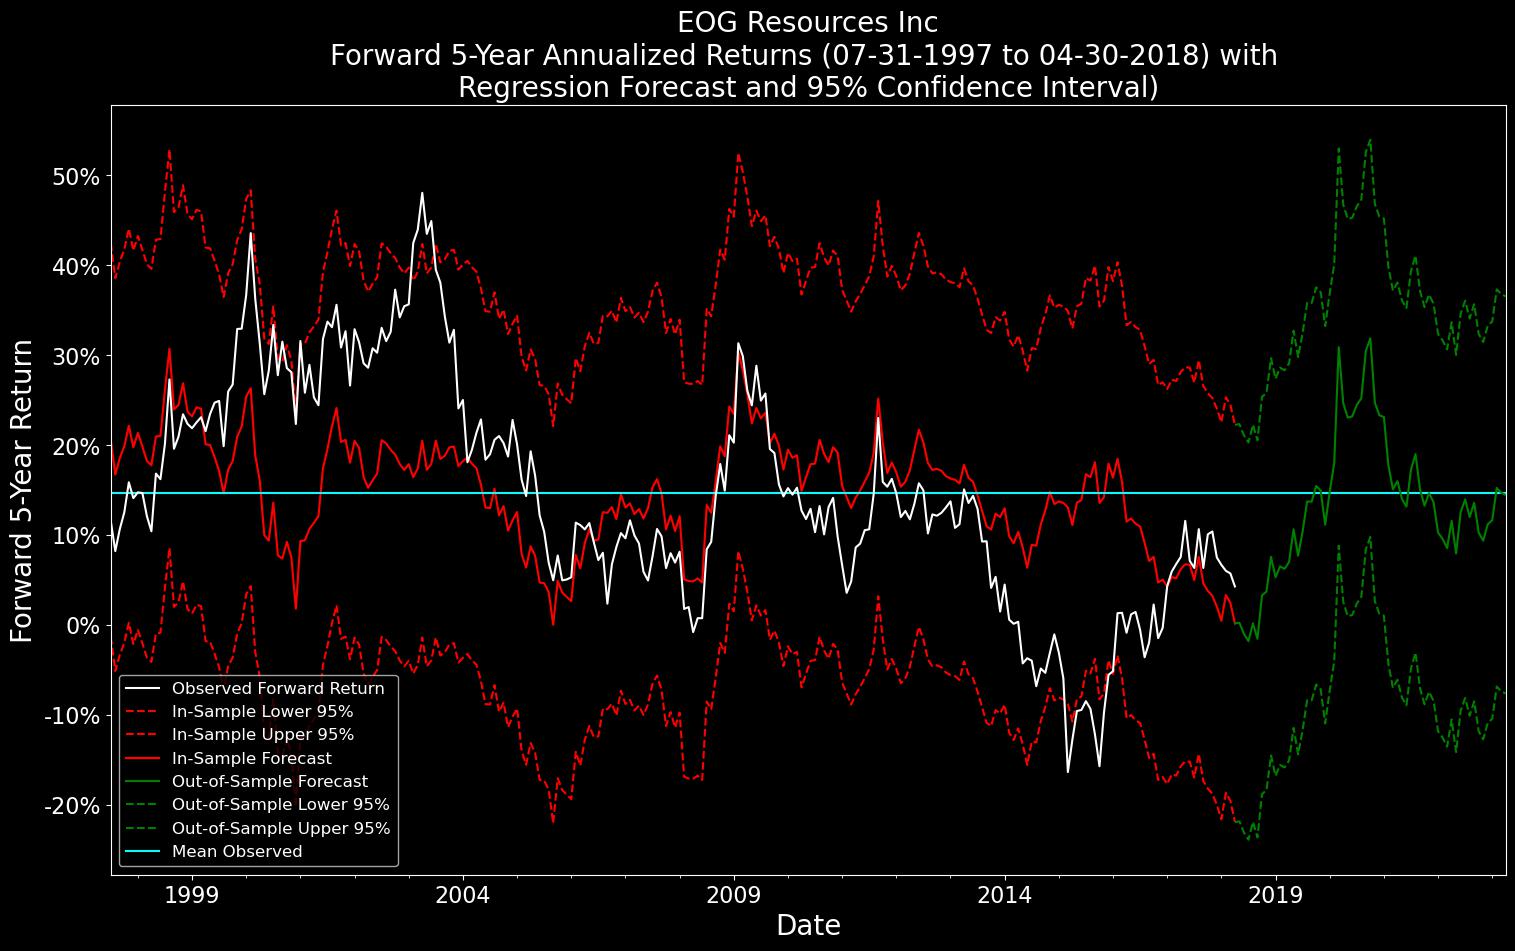 EOG Resources Inc
Forward 5-Year Annualized Returns (07-31-1997 to 04-30-2018) with
Regression Forecast and 95% Confidence Interval)
Forward 5-Year Return
50%
40%
30%
20%
10%
0%
-10%
-20%
Observed Forward Return
In-Sample Lower 95%
In-Sample Upper 95%
In-Sample Forecast
Out-of-Sample Forecast
Out-of-Sample Lower 95%
Out-of-Sample Upper 95%
Mean Observed
1999
2004
2009
2014
2019
Date